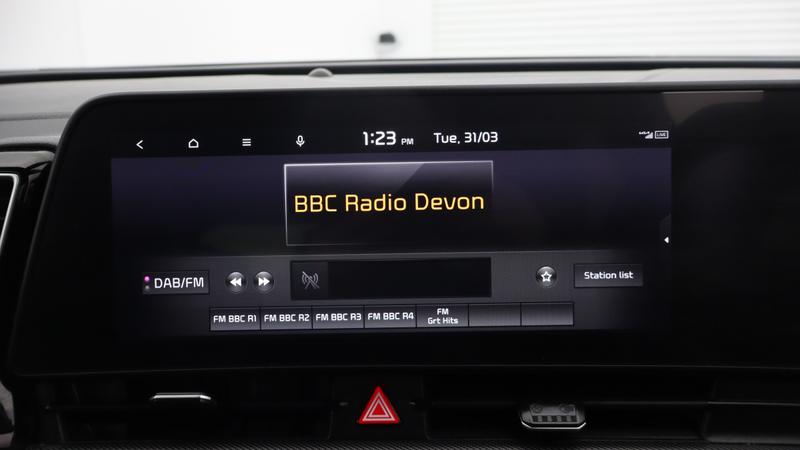 1:23 PM Tue, 31/03 LIVE
BBC Radio Devon
DAB/FM
Station list
FM BBC R1 FM BBC R2 FM BBC R3 FM BBC R4 FM
Grt Hits